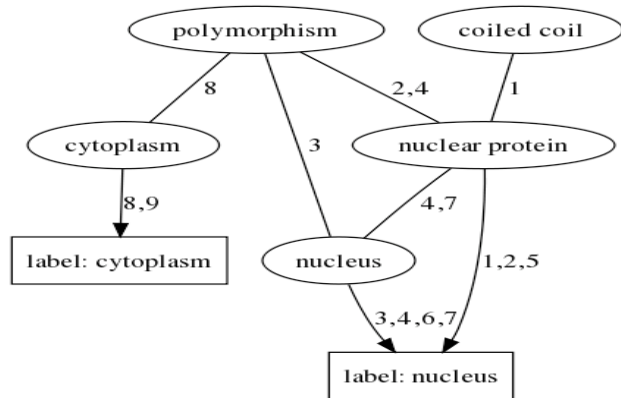 polymorphism
coiled coil
8
2,4
1
cytoplasm
3
nuclear protein
8,9
4,7
label: cytoplasm
nucleus
1,2,5
3,4,6,7
label: nucleus